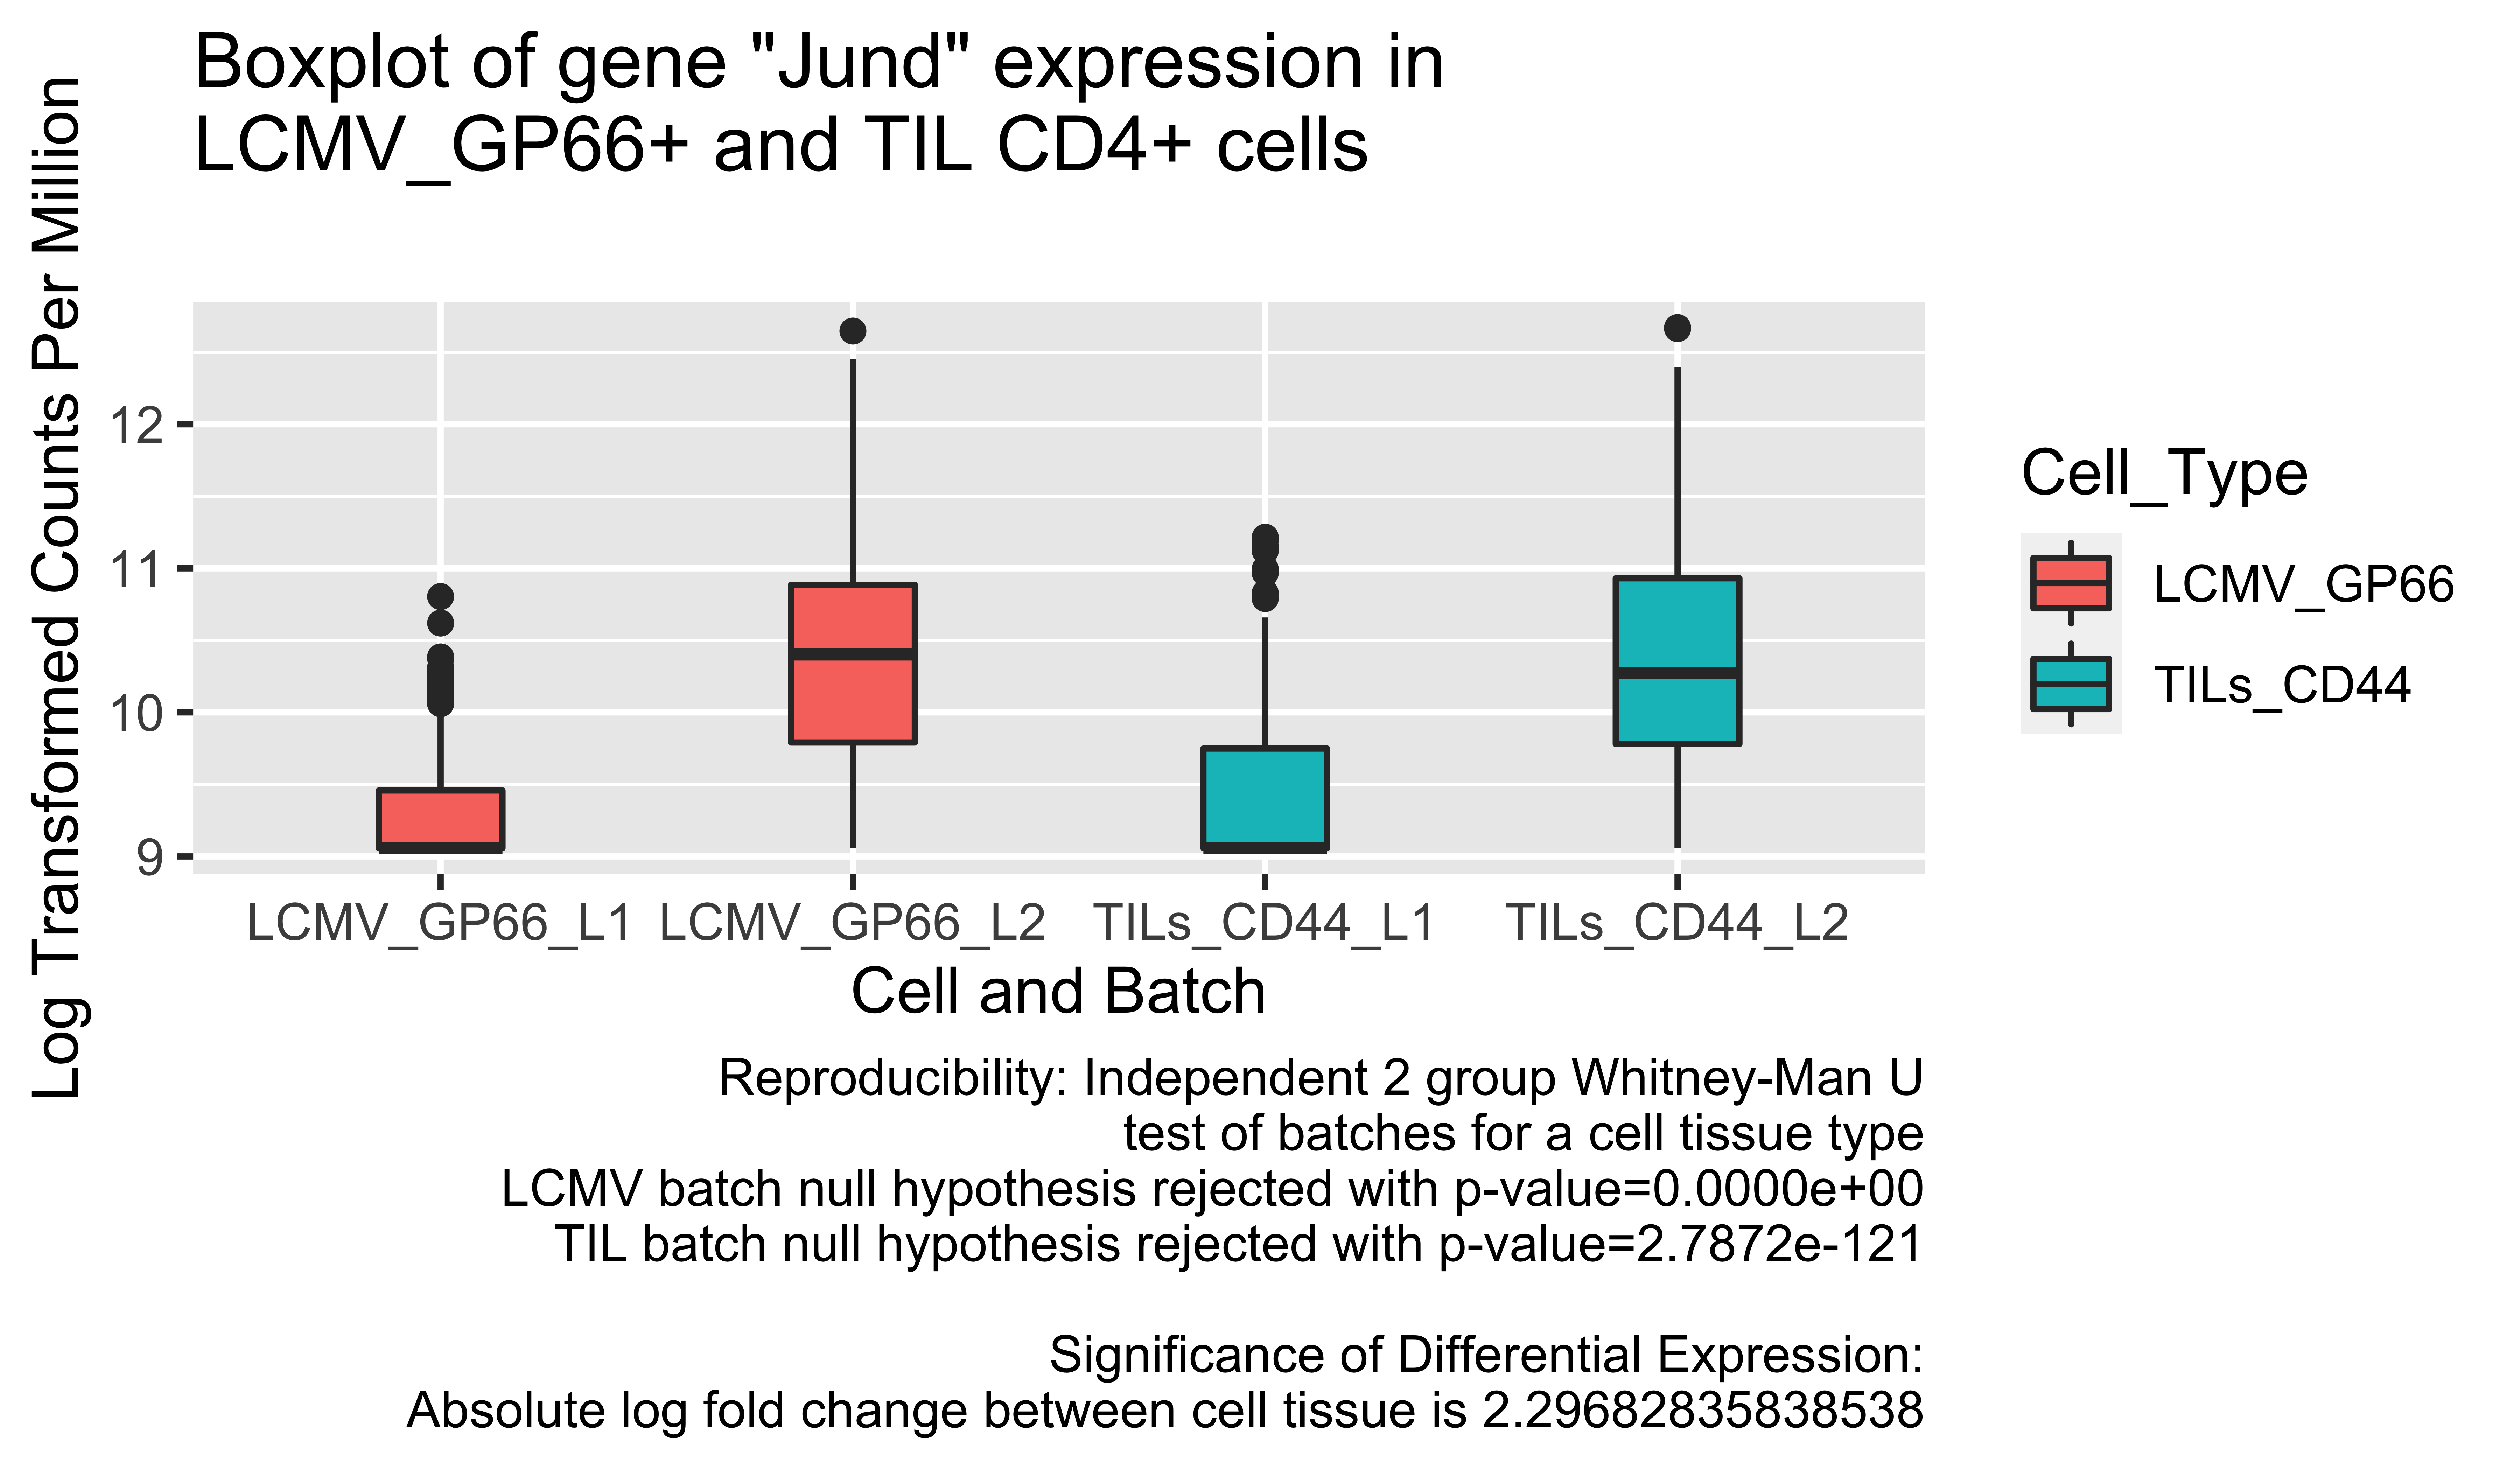 Boxplot of gene "Jund" expression in
LCMV_GP66+ and TIL CD4+ cells
Log Transformed Counts Per Million
12
11
10
9
LCMV_GP66_L1 LCMV_GP66_L2 TILs_CD44_L1 TILs_CD44_L2
Cell and Batch
Cell_Type
LCMV_GP66
TILs_CD44
Reproducibility: Independent 2 group Whitney-Man U
test of batches for a cell tissue type
LCMV batch null hypothesis rejected with p-value=0.0000e+00
TIL batch null hypothesis rejected with p-value=2.7872e-121
Significance of Differential Expression:
Absolute log fold change between cell tissue is 2.29682835838538